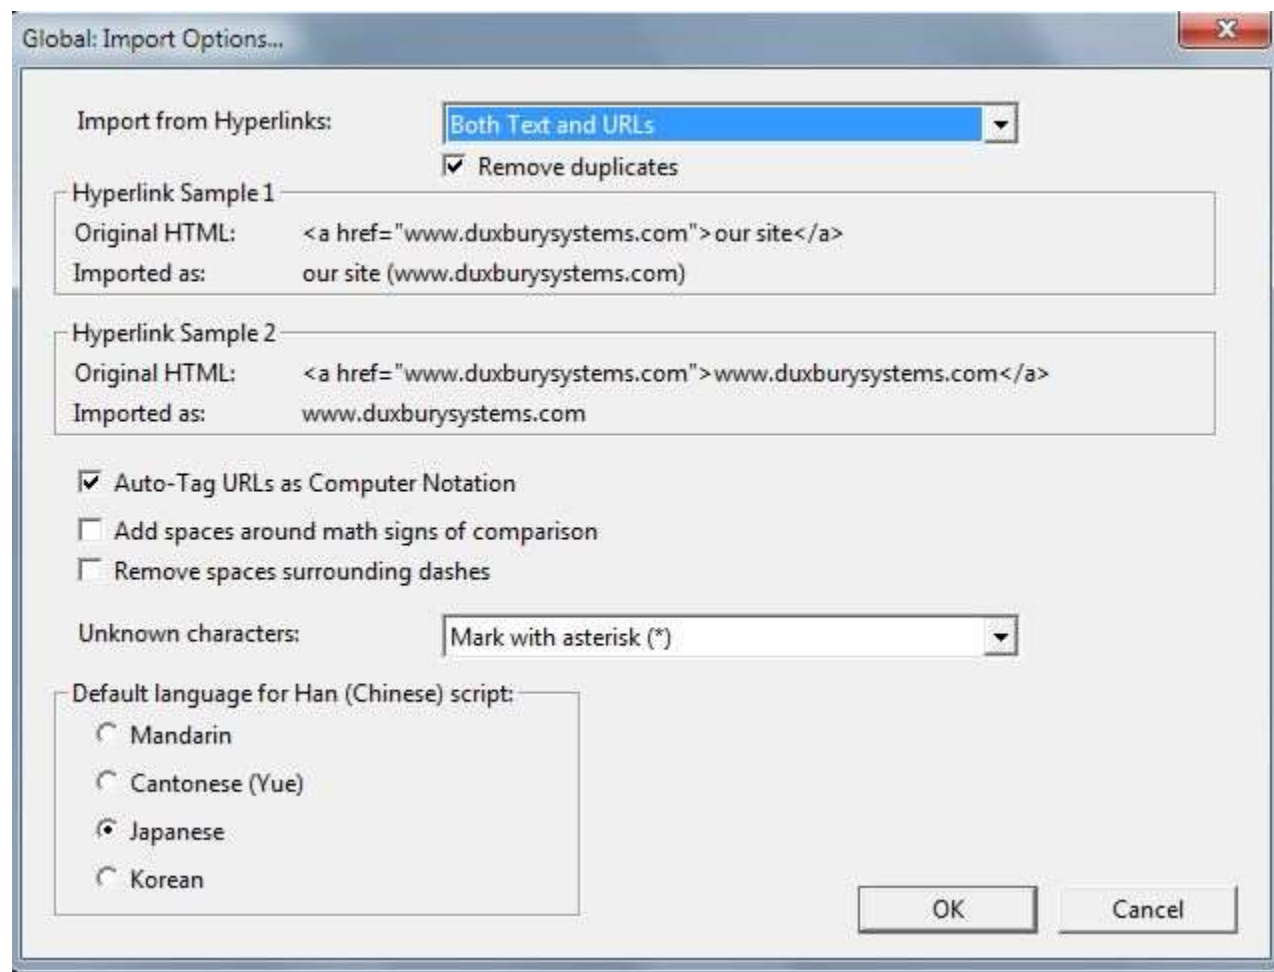 Global: Import Options...
Import from Hyperlinks: Both Text and URLs
Remove duplicates
Hyperlink Sample 1
Original HTML: <a href="www.duxburysystems.com">our site</a>
Imported as: our site (www.duxburysystems.com)
Hyperlink Sample 2
Original HTML: <a href="www.duxburysystems.com">www.duxburysystems.com</a>
Imported as: www.duxburysystems.com
Auto-Tag URLs as Computer Notation
Add spaces around math signs of comparison
Remove spaces surrounding dashes
Unknown characters: Mark with asterisk (*)
Default language for Han (Chinese) script:
Mandarin
Cantonese (Yue)
Japanese
Korean
OK Cancel